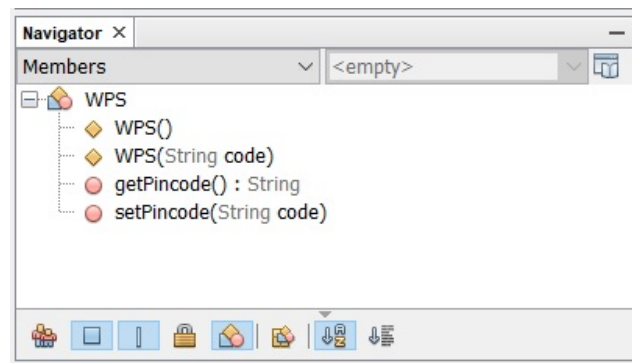 Navigator
Members <empty>
WPS
WPS()
WPS(String code)
getPincode() : String
setPincode(String code)